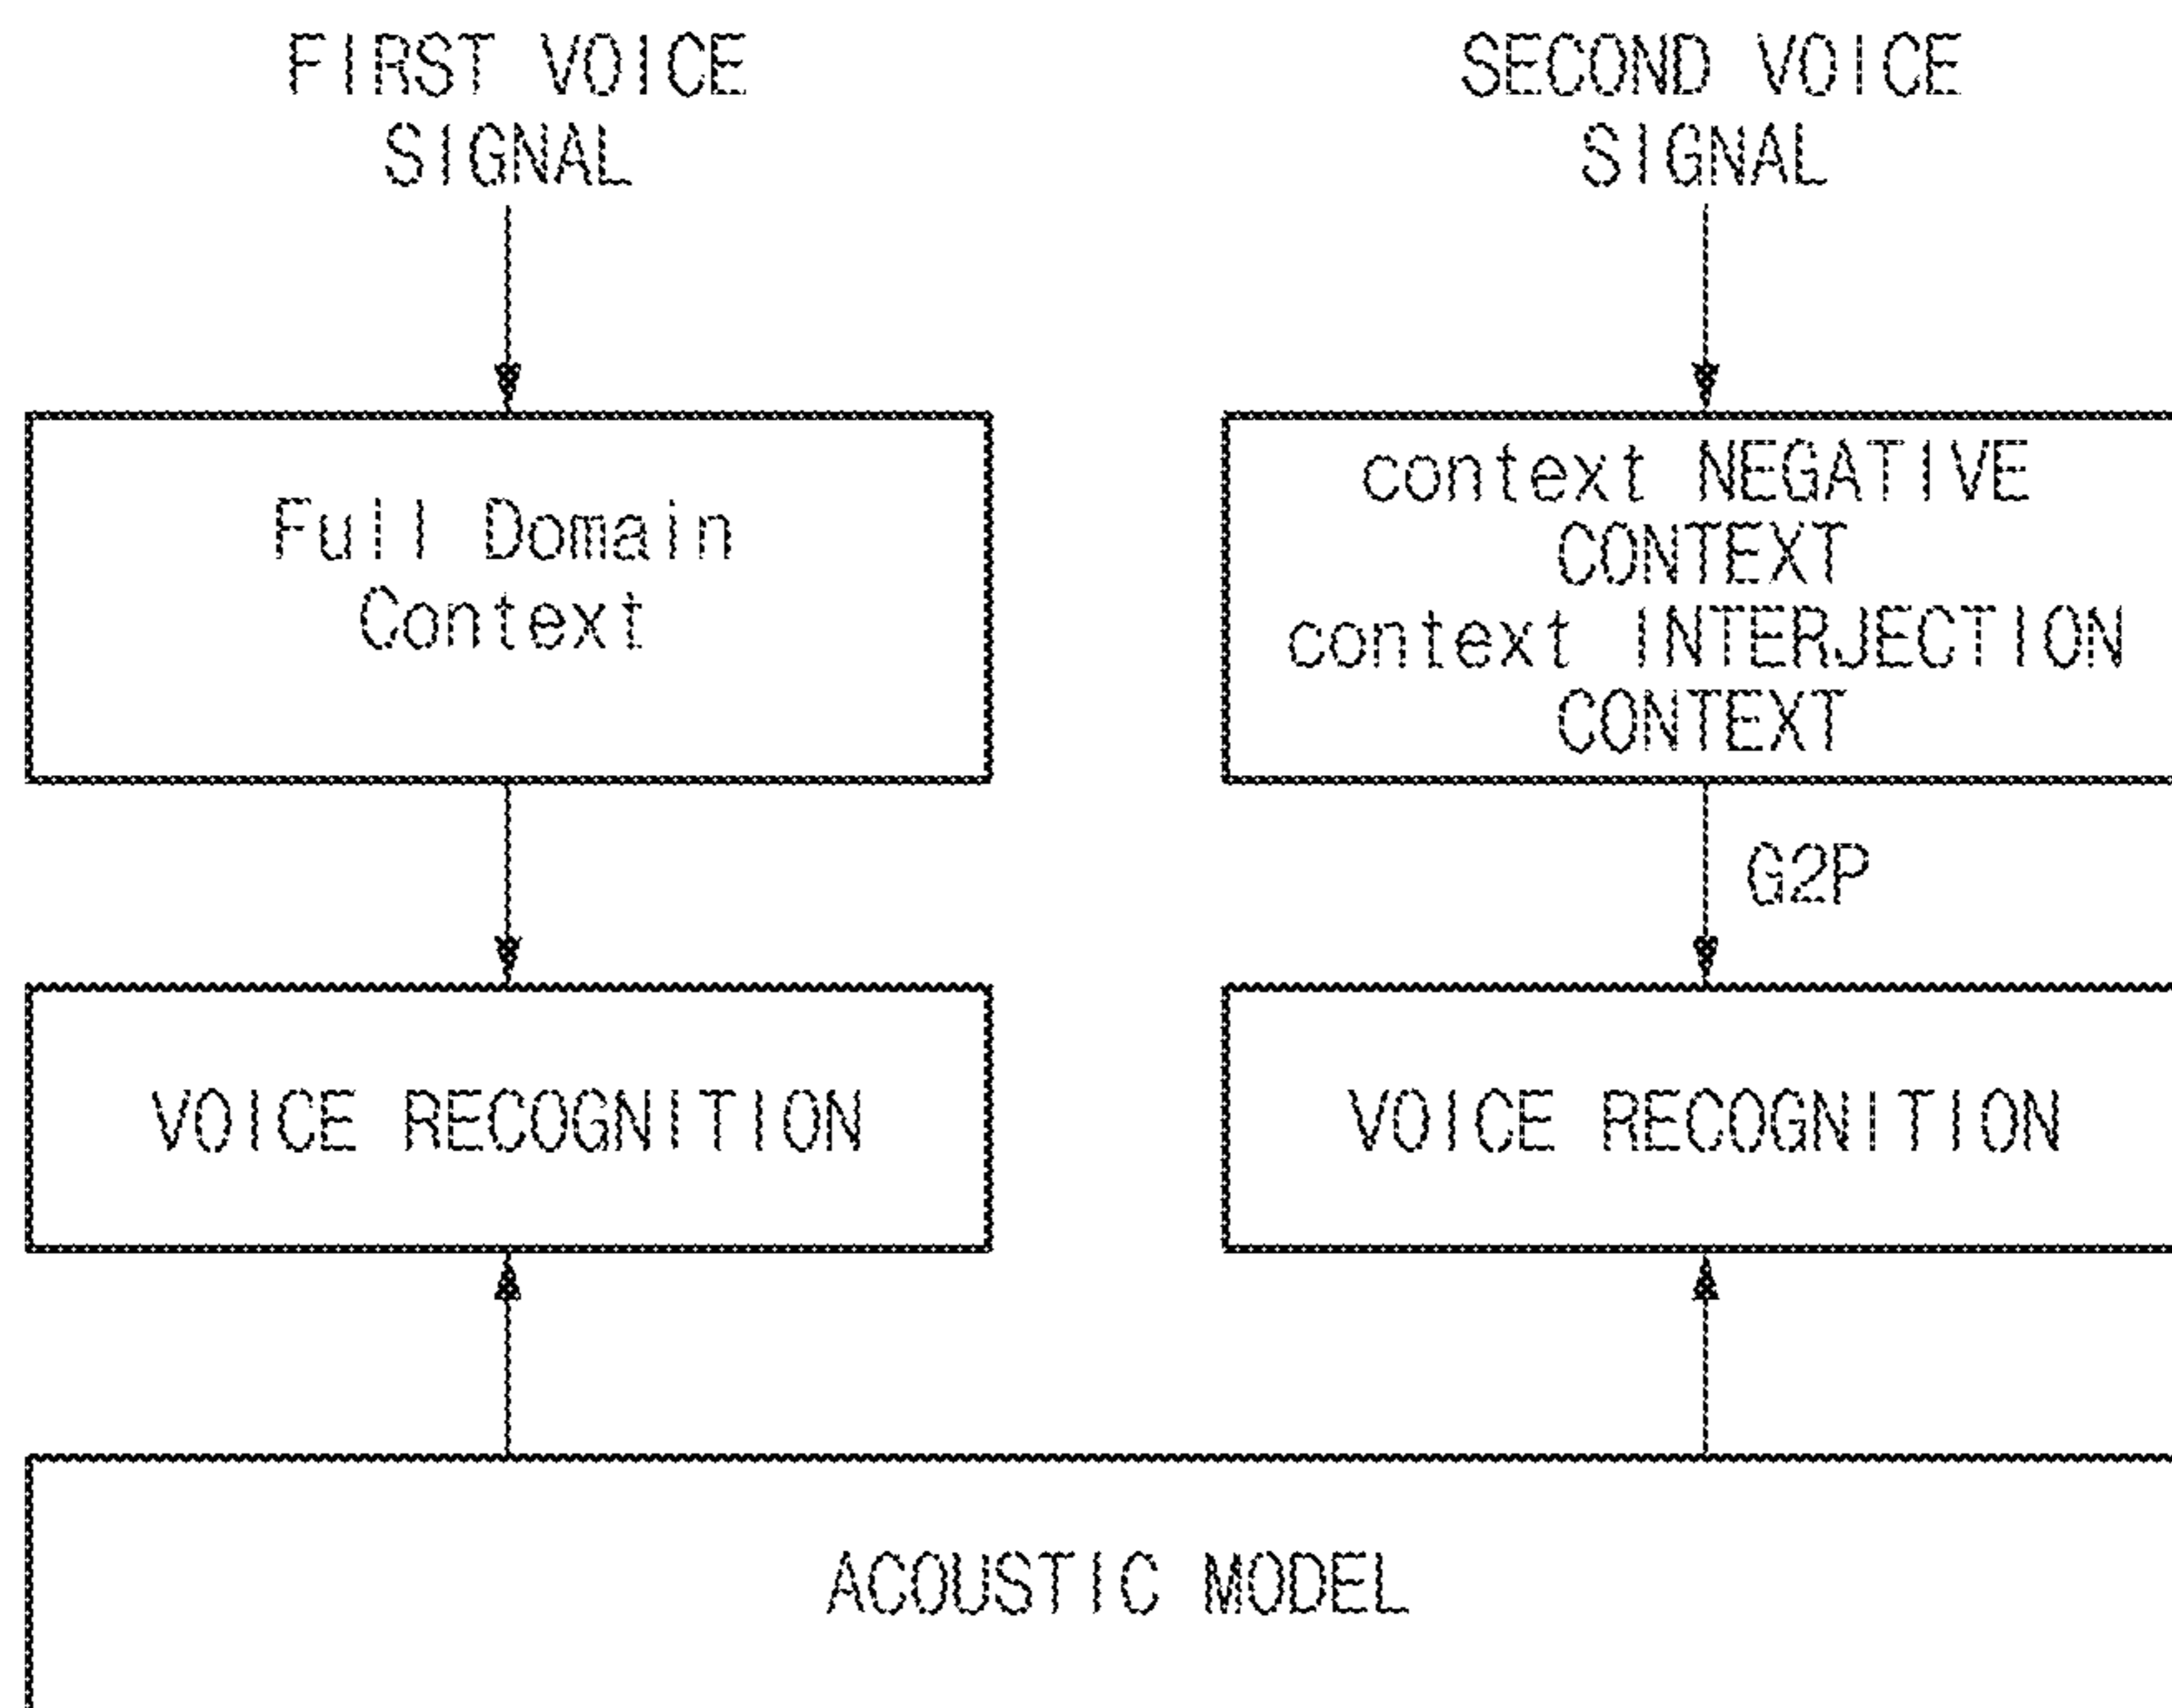 FIRST VOICE
SIGNAL
SECOND VOICE
SIGNAL
Full Domain
Context
context NEGATIVE
CONTEXT
context INTERJECTION
CONTEXT
G2P
VOICE RECOGNITION
VOICE RECOGNITION
ACOUSTIC MODEL